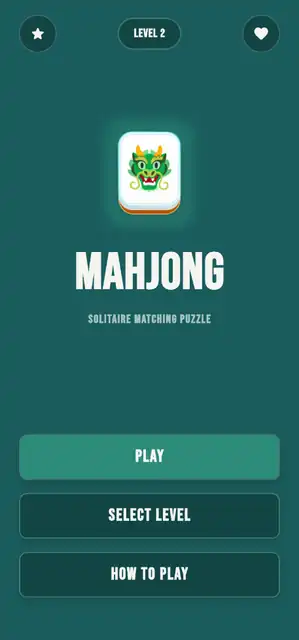 LEVEL 2
MAHJONG
SOLITAIRE MATCHING PUZZLE
PLAY
SELECT LEVEL
HOW TO PLAY